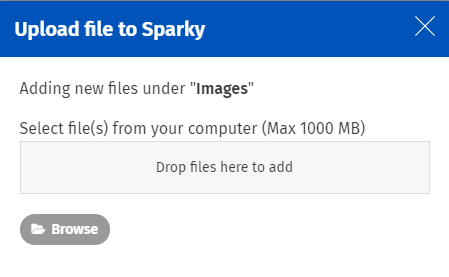 Upload file to Sparky
Adding new files under "Images"
Select file(s) from your computer (Max 1000 MB)
Drop files here to add
Browse